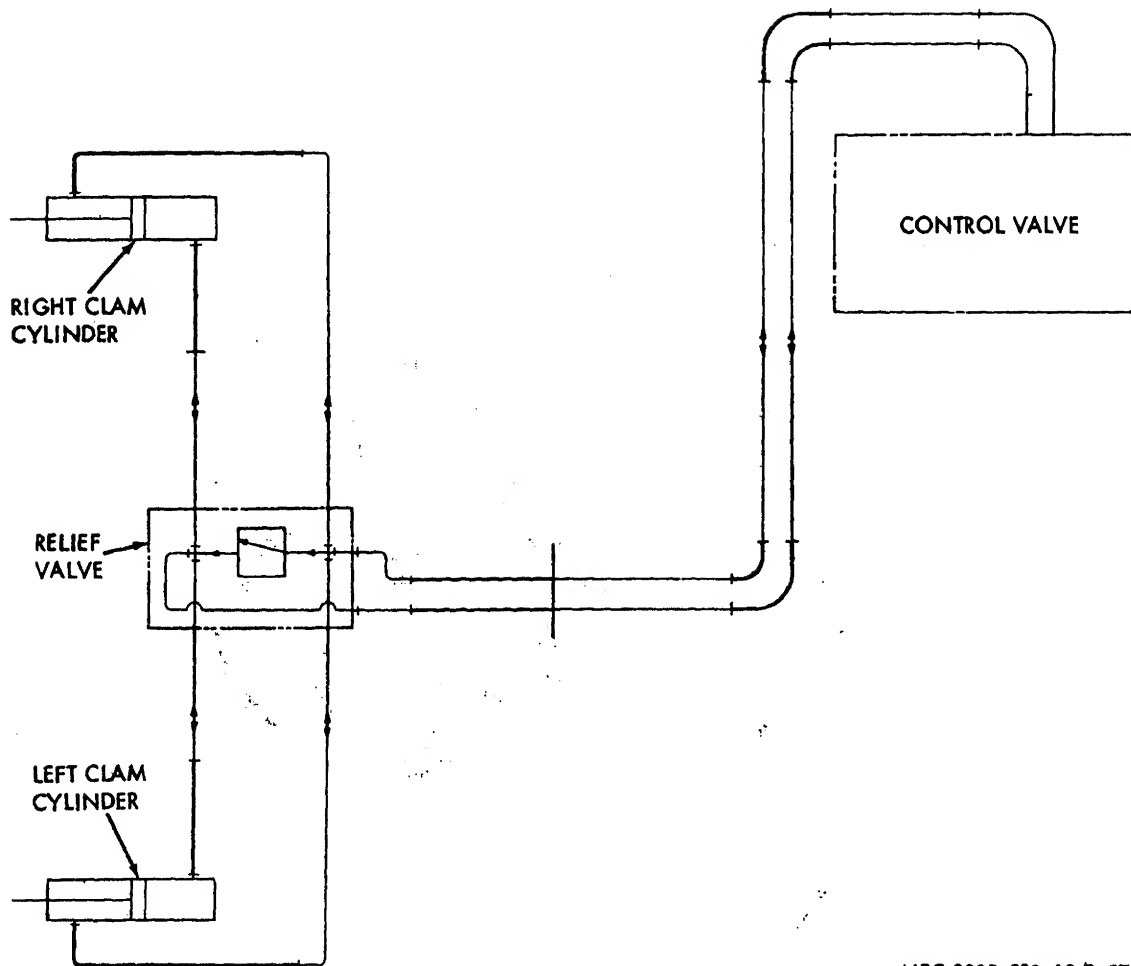 CONTROL VALVE
RIGHT CLAM
CYLINDER
RELIEF
VALVE
LEFT CLAM
CYLINDER